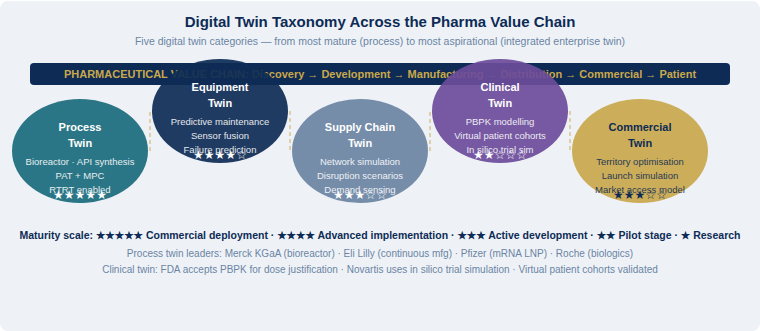 Digital Twin Taxonomy Across the Pharma Value Chain
Five digital twin categories — from most mature (process) to most aspirational (integrated enterprise twin)
PHARMACEUTICAL VALUE CHAIN: Discovery → Development → Manufacturing → Distribution → Commercial → Patient
Process
Twin
Bioreactor · API synthesis
PAT + MPC
RTRT enabled
★★★★★
Equipment
Twin
Predictive maintenance
Sensor fusion
Failure prediction
★★★★☆
Supply Chain
Twin
Network simulation
Disruption scenarios
Demand sensing
★★★☆☆
Clinical
Twin
PBPK modelling
Virtual patient cohorts
In silico trial sim
★★☆☆☆
Commercial
Twin
Territory optimisation
Launch simulation
Market access model
★★★☆☆
Maturity scale: ★★★★★ Commercial deployment · ★★★★ Advanced implementation · ★★★ Active development · ★★ Pilot stage · ★ Research
Process twin leaders: Merck KGaA (bioreactor) · Eli Lilly (continuous mfg) · Pfizer (mRNA LNP) · Roche (biologics)
Clinical twin: FDA accepts PBPK for dose justification · Novartis uses in silico trial simulation · Virtual patient cohorts validated